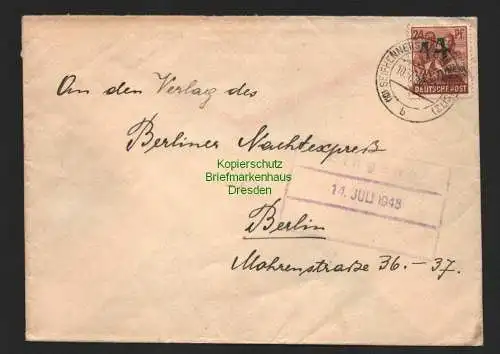 24 PF
DEUTSCHE POST
An den Verlag des
Berliner Nachtexpreß
Kopierschutz
Briefmarkenhaus
Dresden
14. JULI 1948
Berlin
Mohrenstraße 36.-37.